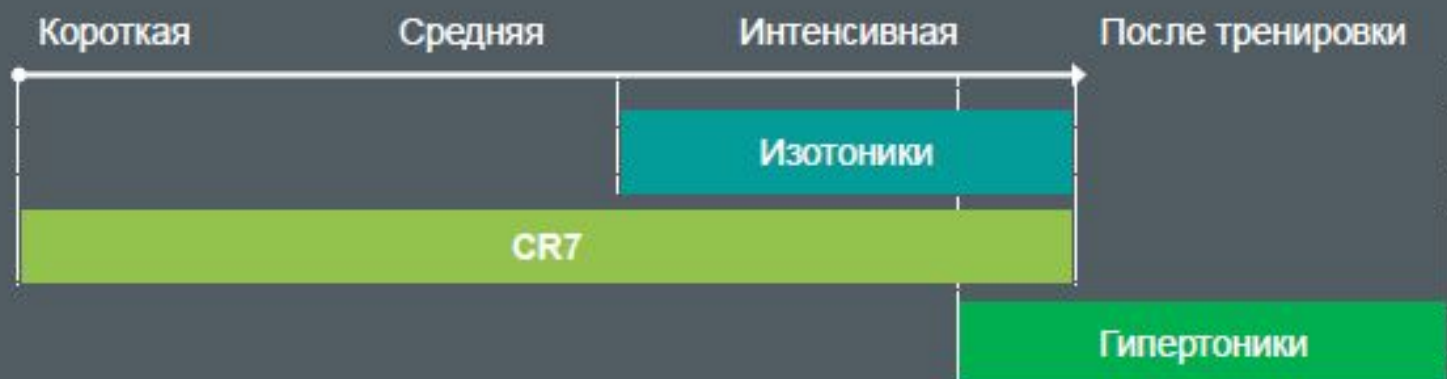 Короткая Средняя Интенсивная После тренировки
Изотоники
CR7
Гипертоники